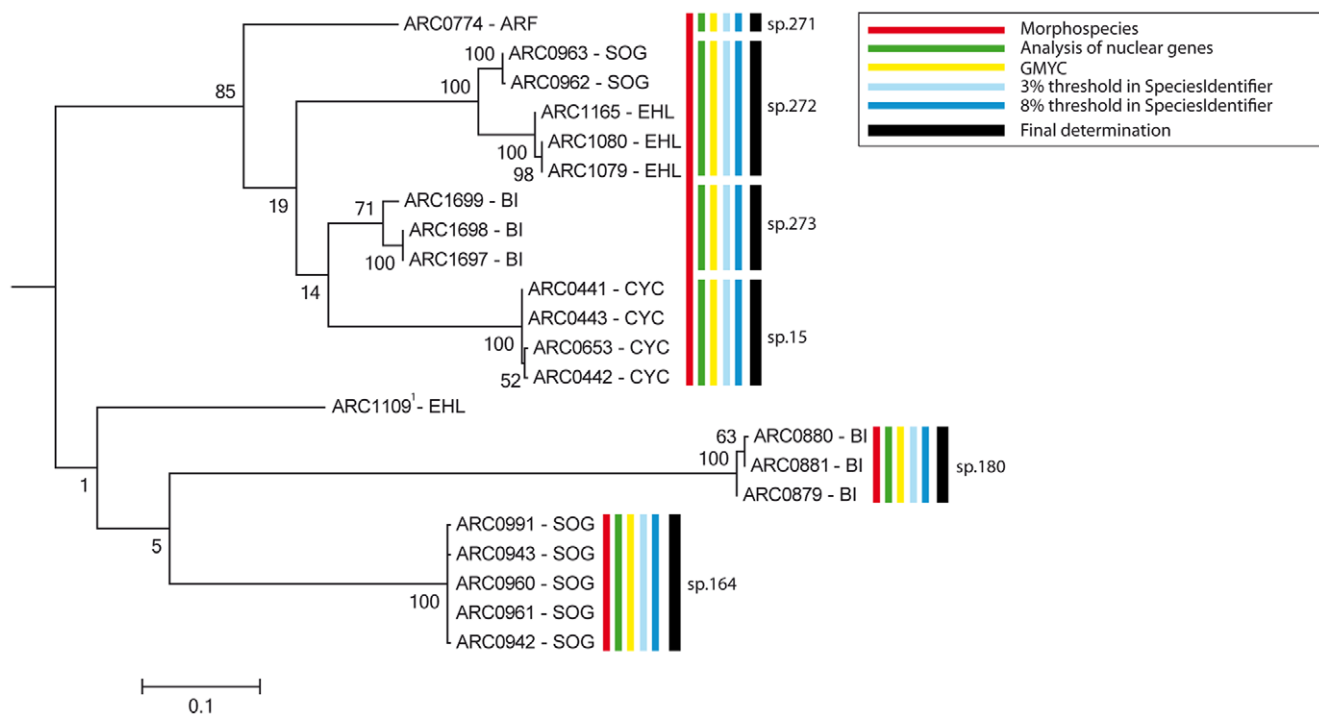 ARC0774 - ARF
sp.271
Morphospecies
Analysis of nuclear genes
GMYC
3% threshold in SpeciesIdentifier
8% threshold in SpeciesIdentifier
Final determination
100
ARC0963 - SOG
ARC0962 - SOG
85
100
sp.272
ARC1165 - EHL
ARC1080 - EHL
100
98
ARC1079 - EHL
19
71
ARC1699 - BI
ARC1698 - BI
sp.273
100
ARC1697 - BI
14
ARC0441 - CYC
ARC0443 - CYC
sp.15
100
ARC0653 - CYC
52
ARC0442 - CYC
ARC1109¹- EHL
1
63
ARC0880 - BI
100
ARC0881 - BI
sp.180
ARC0879 - BI
5
ARC0991 - SOG
ARC0943 - SOG
ARC0960 - SOG
sp.164
100
ARC0961 - SOG
ARC0942 - SOG
0.1